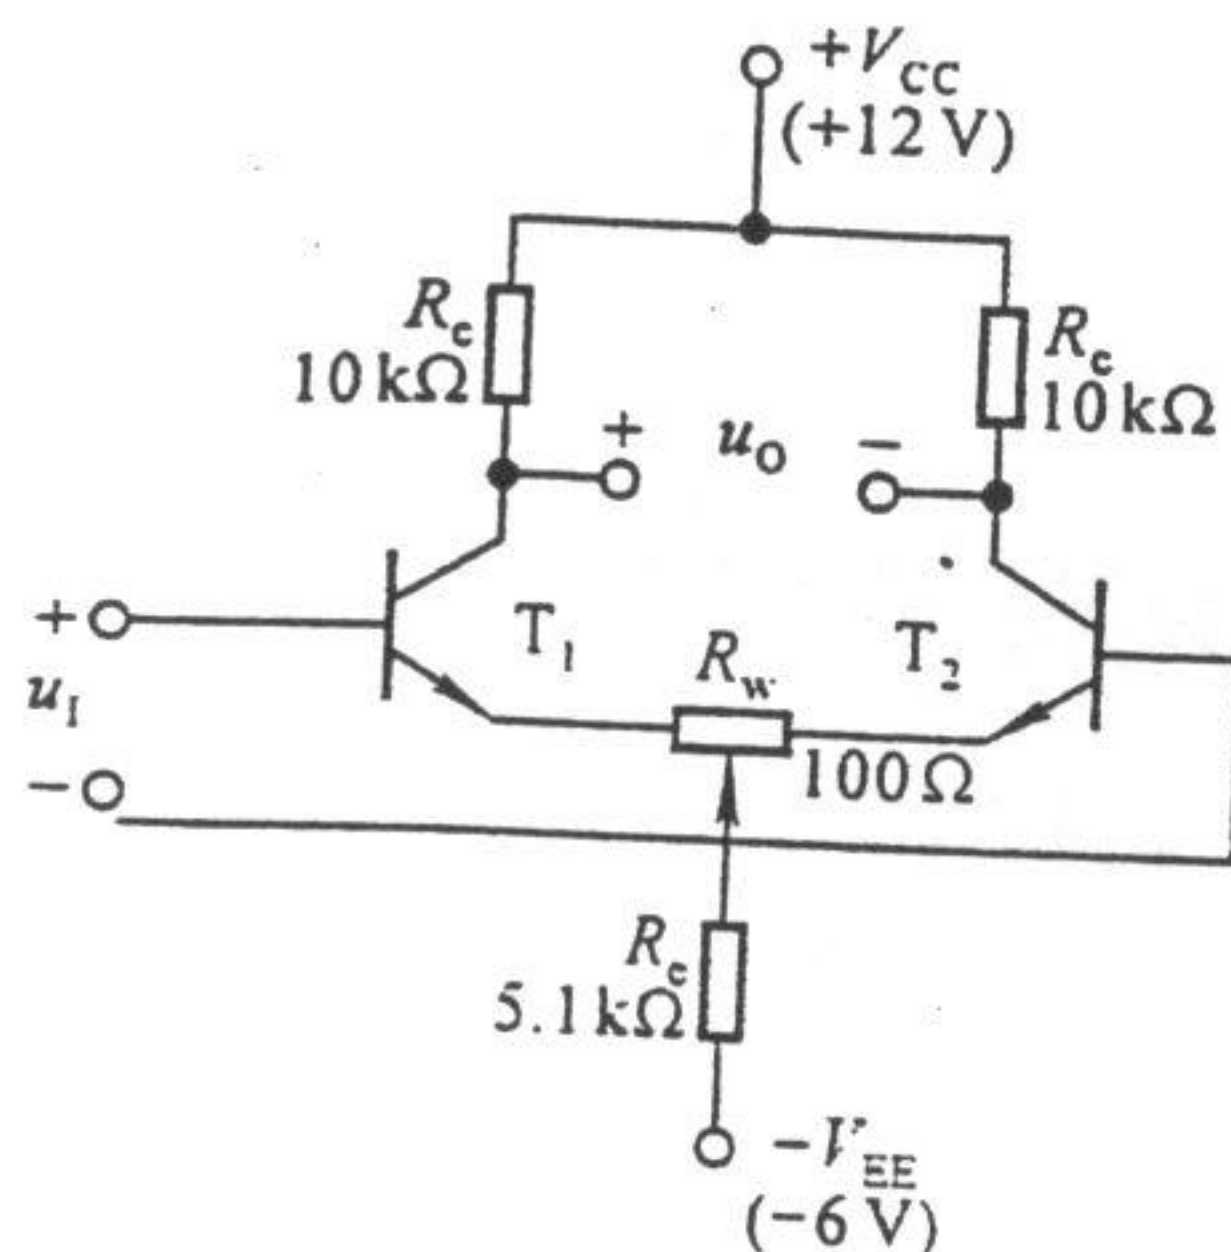 +V_CC
(+12 V)
R_c
10 kΩ
R_c
10 kΩ
+
u_O
−
+
u_I
−
T_1
R_w
T_2
100 Ω
R_e
5.1 kΩ
−V_EE
(−6 V)